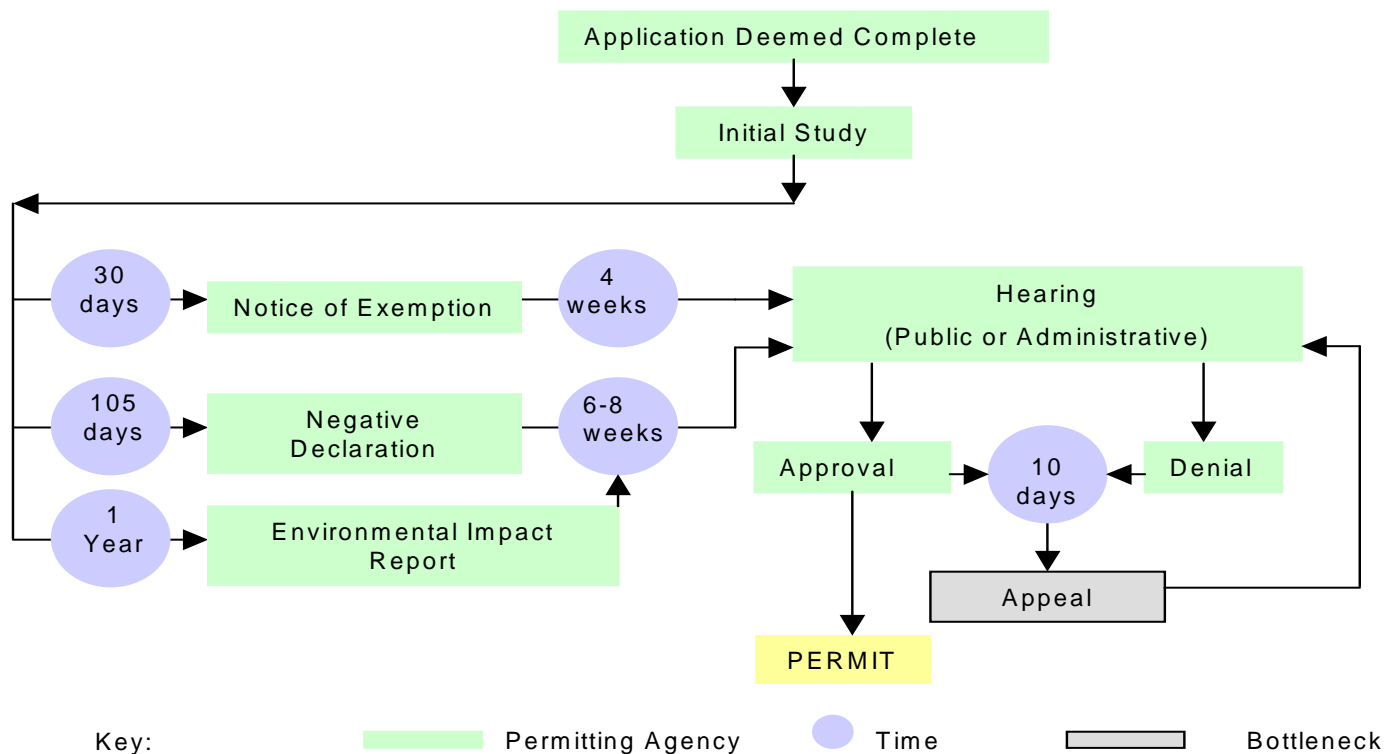 Application Deemed Complete
Initial Study
30
days
Notice of Exemption
4
weeks
Hearing
(Public or Administrative)
105
days
Negative
Declaration
6-8
weeks
Approval
10
days
Denial
1
Year
Environmental Impact
Report
Appeal
PERMIT
Key:
Permitting Agency
Time
Bottleneck